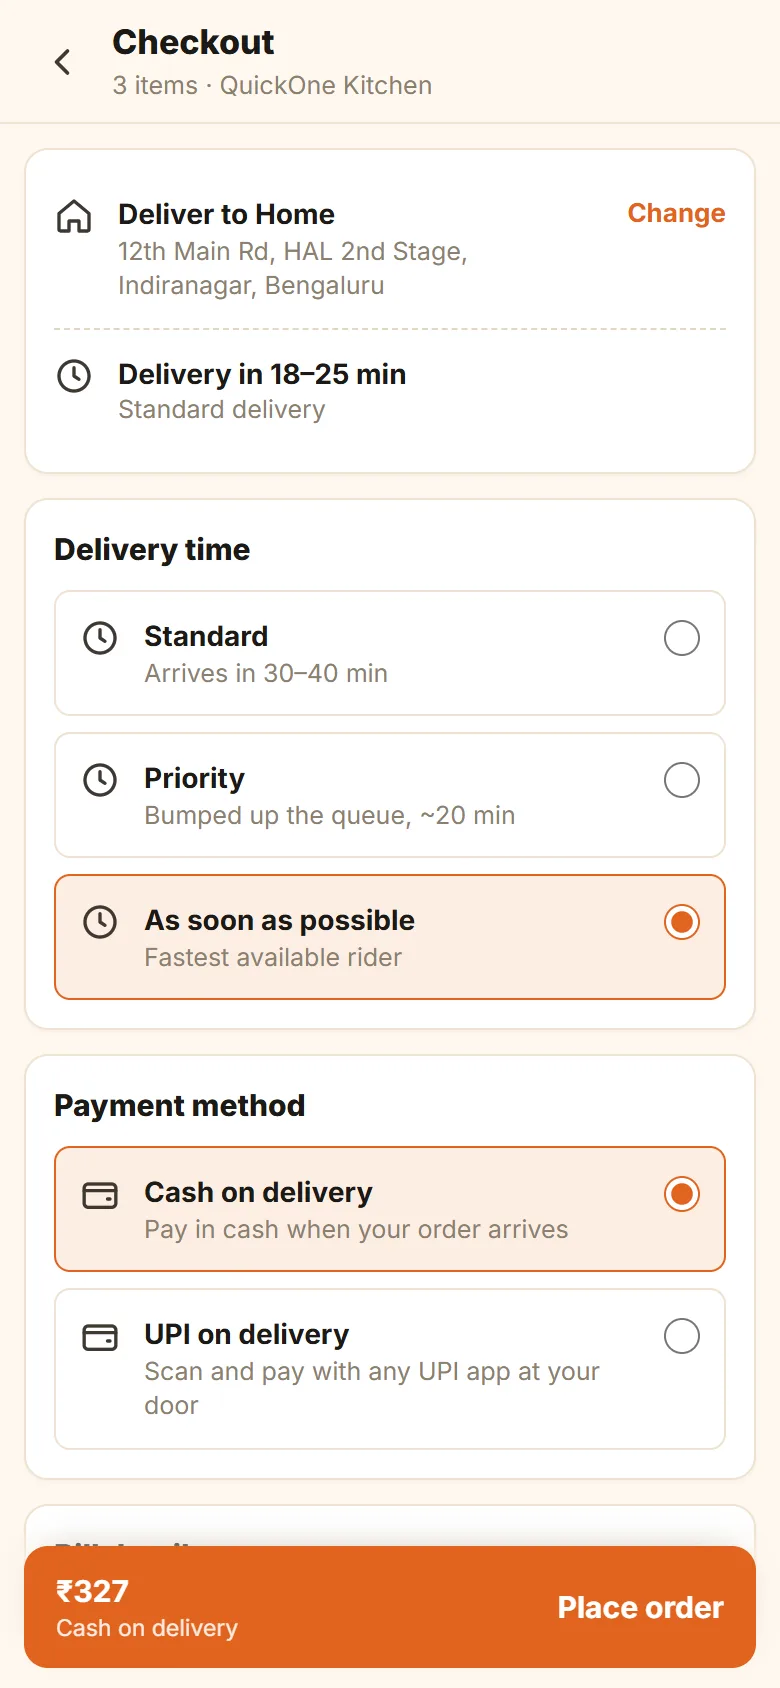 Checkout
3 items · QuickOne Kitchen
Deliver to Home
Change
12th Main Rd, HAL 2nd Stage,
Indiranagar, Bengaluru
Delivery in 18–25 min
Standard delivery
Delivery time
Standard
Arrives in 30–40 min
Priority
Bumped up the queue, ~20 min
As soon as possible
Fastest available rider
Payment method
Cash on delivery
Pay in cash when your order arrives
UPI on delivery
Scan and pay with any UPI app at your
door
₹327
Place order
Cash on delivery